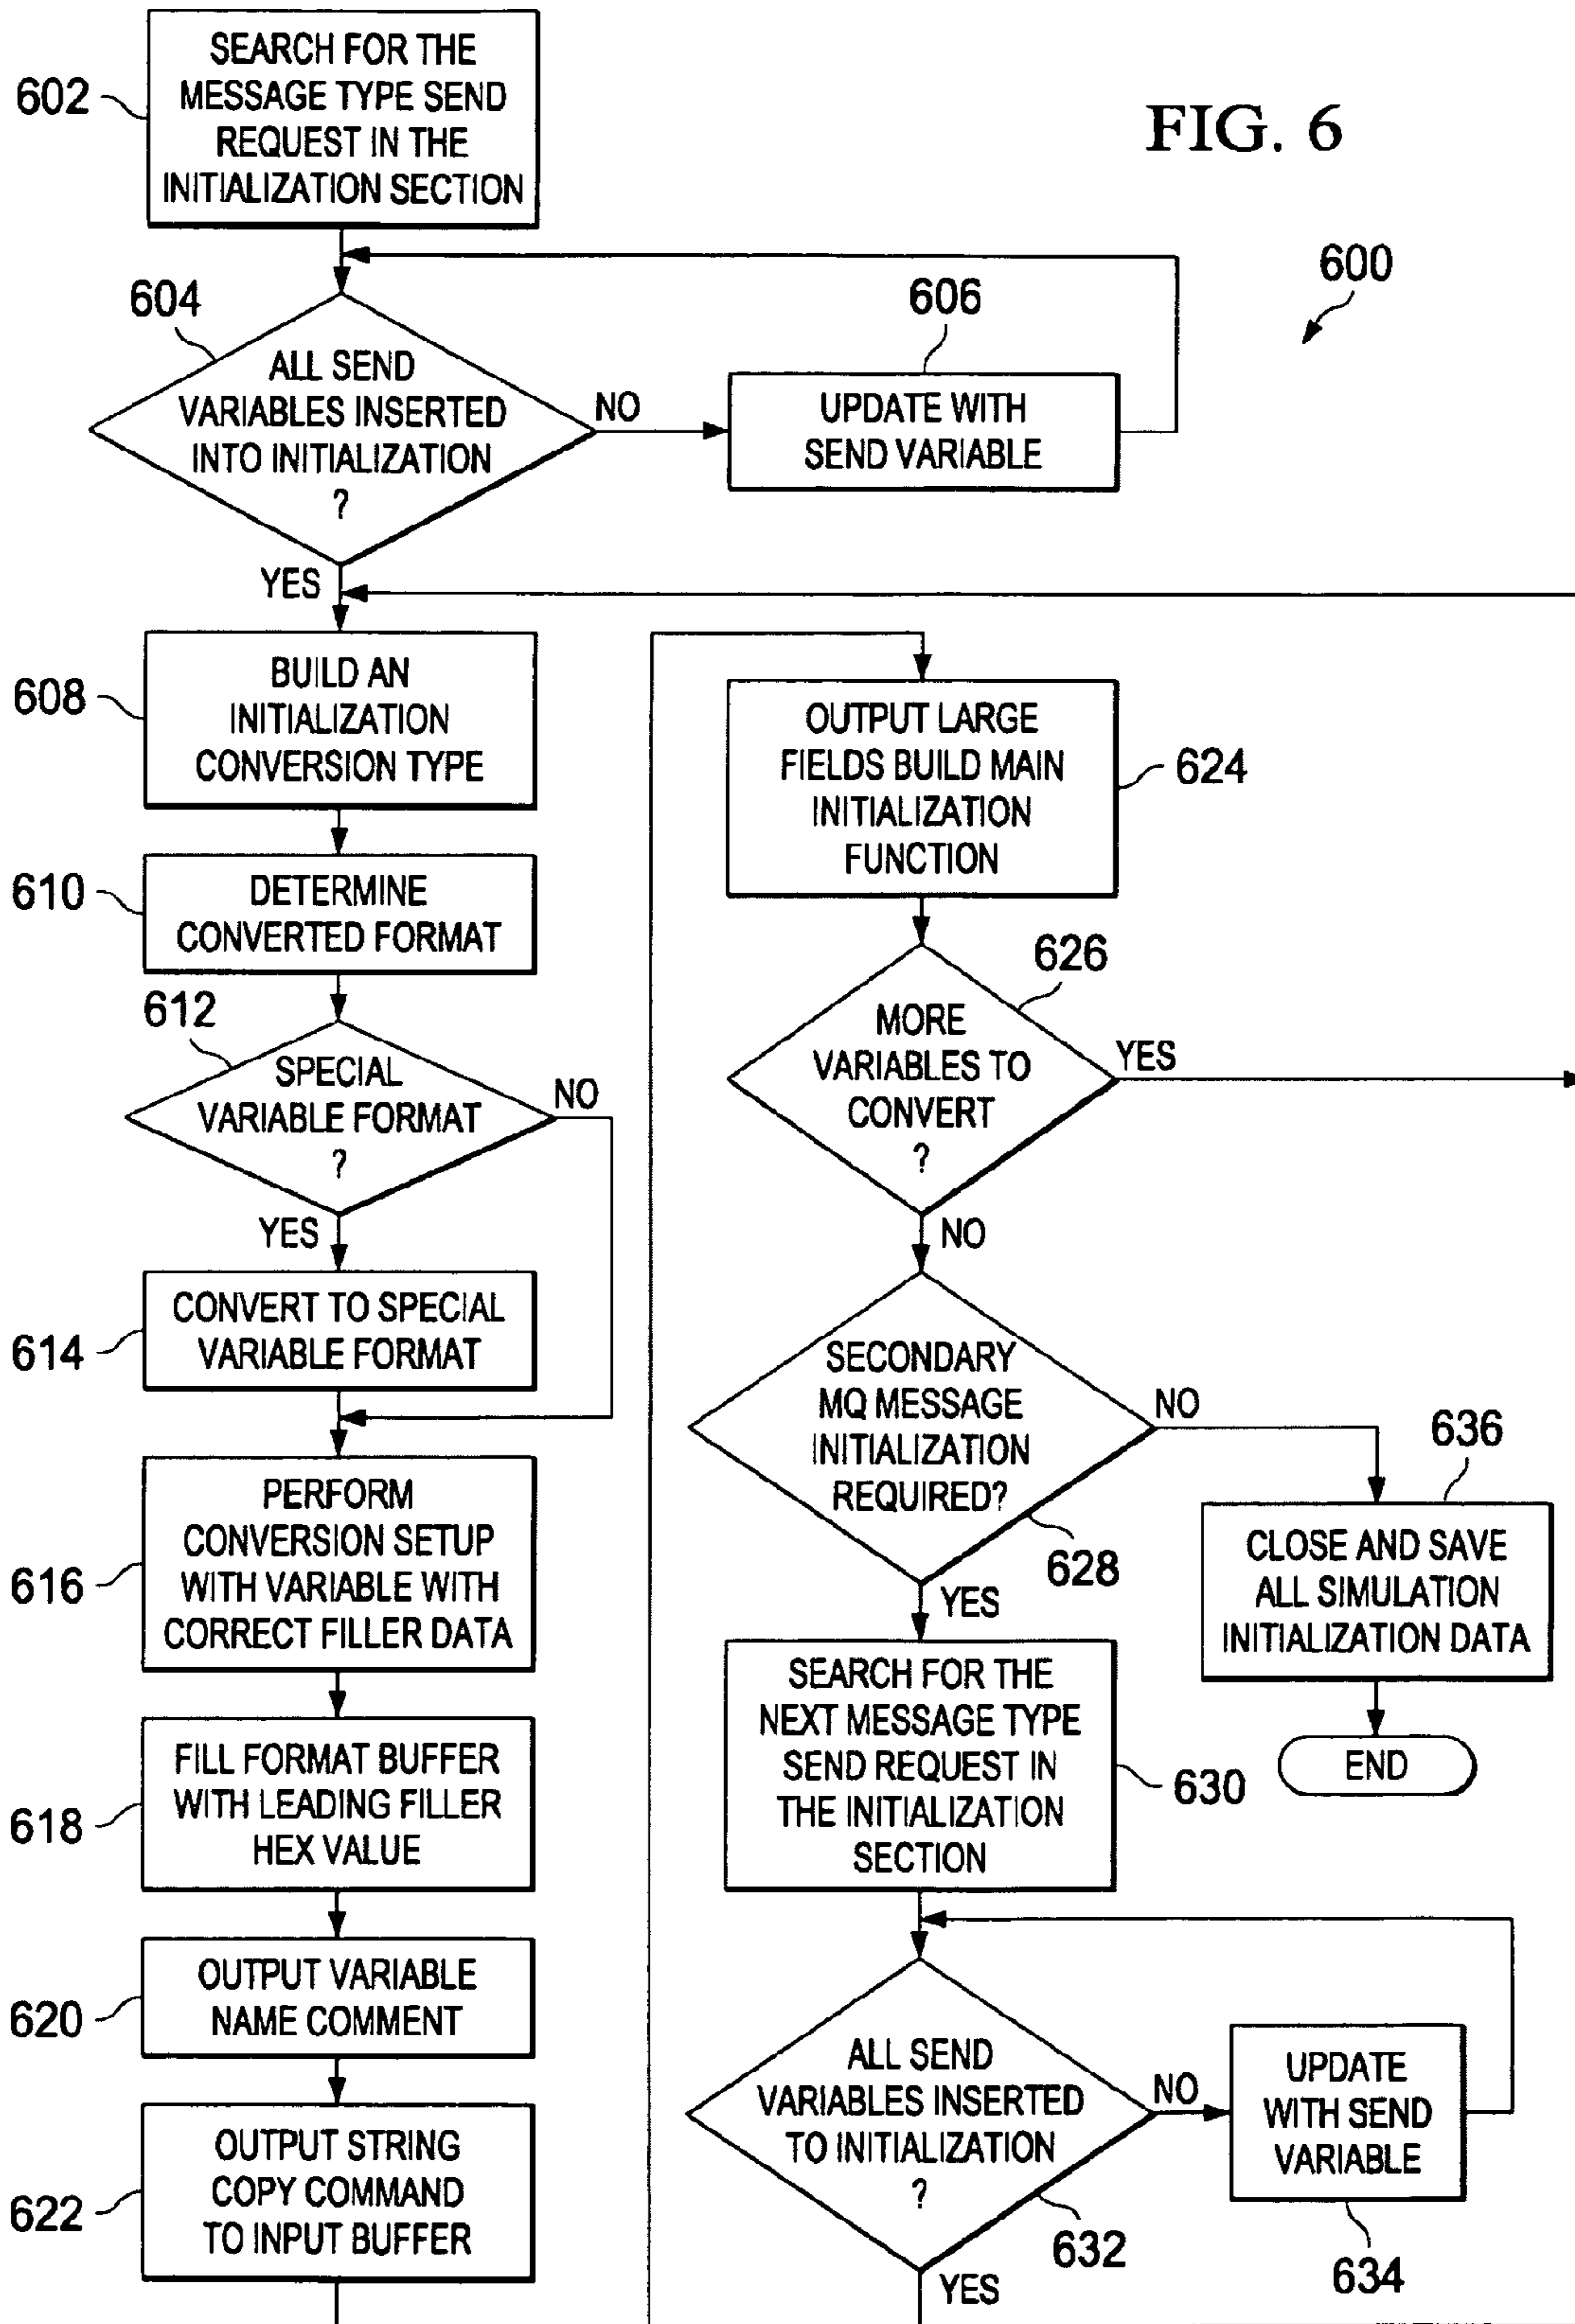 FIG. 6
600
602
SEARCH FOR THE
MESSAGE TYPE SEND
REQUEST IN THE
INITIALIZATION SECTION
604
ALL SEND
VARIABLES INSERTED
INTO INITIALIZATION
?
NO
606
UPDATE WITH
SEND VARIABLE
YES
608
BUILD AN
INITIALIZATION
CONVERSION TYPE
610
DETERMINE
CONVERTED FORMAT
612
SPECIAL
VARIABLE FORMAT
?
NO
YES
614
CONVERT TO SPECIAL
VARIABLE FORMAT
616
PERFORM
CONVERSION SETUP
WITH VARIABLE WITH
CORRECT FILLER DATA
618
FILL FORMAT BUFFER
WITH LEADING FILLER
HEX VALUE
620
OUTPUT VARIABLE
NAME COMMENT
622
OUTPUT STRING
COPY COMMAND
TO INPUT BUFFER
OUTPUT LARGE
FIELDS BUILD MAIN
INITIALIZATION
FUNCTION
624
626
MORE
VARIABLES TO
CONVERT
?
YES
NO
SECONDARY
MQ MESSAGE
INITIALIZATION
REQUIRED?
628
NO
636
CLOSE AND SAVE
ALL SIMULATION
INITIALIZATION DATA
END
YES
SEARCH FOR THE
NEXT MESSAGE TYPE
SEND REQUEST IN
THE INITIALIZATION
SECTION
630
ALL SEND
VARIABLES INSERTED
TO INITIALIZATION
?
632
NO
UPDATE
WITH SEND
VARIABLE
634
YES